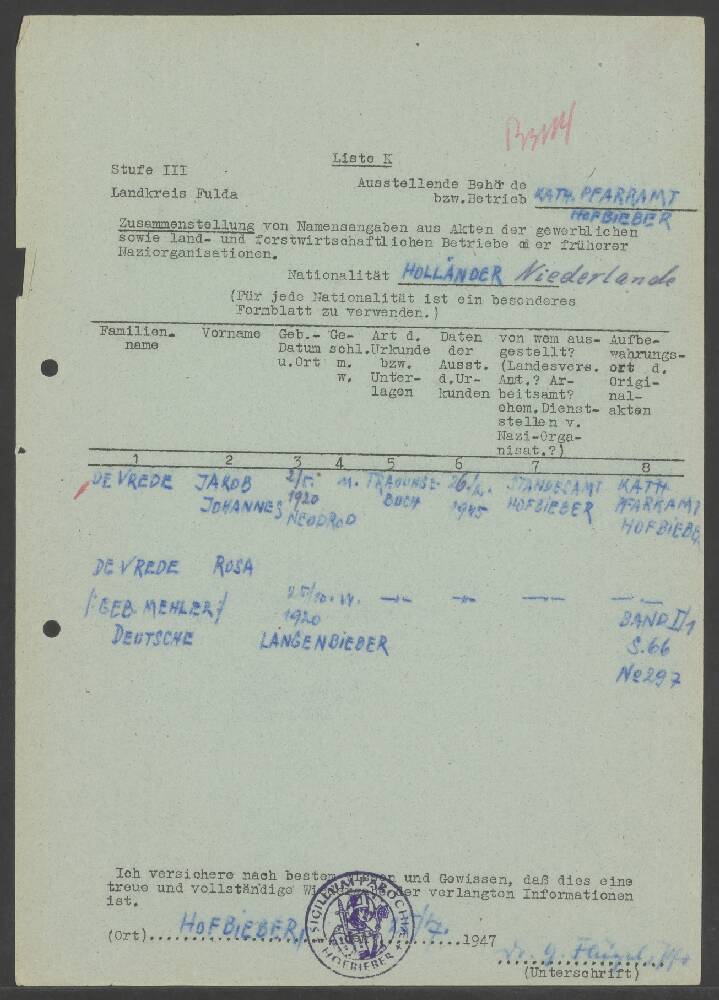 Liste K
Stufe III
Ausstellende Behörde
Landkreis Fulda
bzw.Betrieb KATH. PFARRAMT
HOFBIEBER
Zusammenstellung von Namensangaben aus Akten der gewerblichen
sowie land- und forstwirtschaftlichen Betriebe oder früherer
Naziorganisationen.
Nationalität HOLLÄNDER Niederlande
(Für jede Nationalität ist ein besonderes
Formblatt zu verwenden.)
Familien- Vorname Geb.- Ge- Art d. Daten von wem aus- Aufbe-
name Datum schl. Urkunde der gestellt? wahrungs-
u.Ort m. bzw. Ausst. (Landesvers. ort d.
w. Unter- d.Ur- Amt.? Ar- Origi-
lagen kunden beitsamt? nal-
ehem.Dienst- akten
stellen v.
Nazi-Orga-
nisat.?)
1 2 3 4 5 6 7 8
DE VREDE JAKOB m. TRAUUNGS- STANDESAMT KATH.
JOHANNES 1920 BUCH 1945 HOFBIEBER PFARRAMT
HOFBIEBER
DE VREDE ROSA
/:GEB. MEHLER:/ 25/10. W. —"— —"— —"— —"—
1920 BAND II/1
DEUTSCHE LANGENBIEBER S.66
No 297
Ich versichere nach bestem Wissen und Gewissen, daß dies eine
treue und vollständige Wiedergabe der verlangten Informationen
ist.
SIGILLUM PAROCHIAE HOFBIEBER
(Ort) HOFBIEBER, 1947
(Unterschrift)